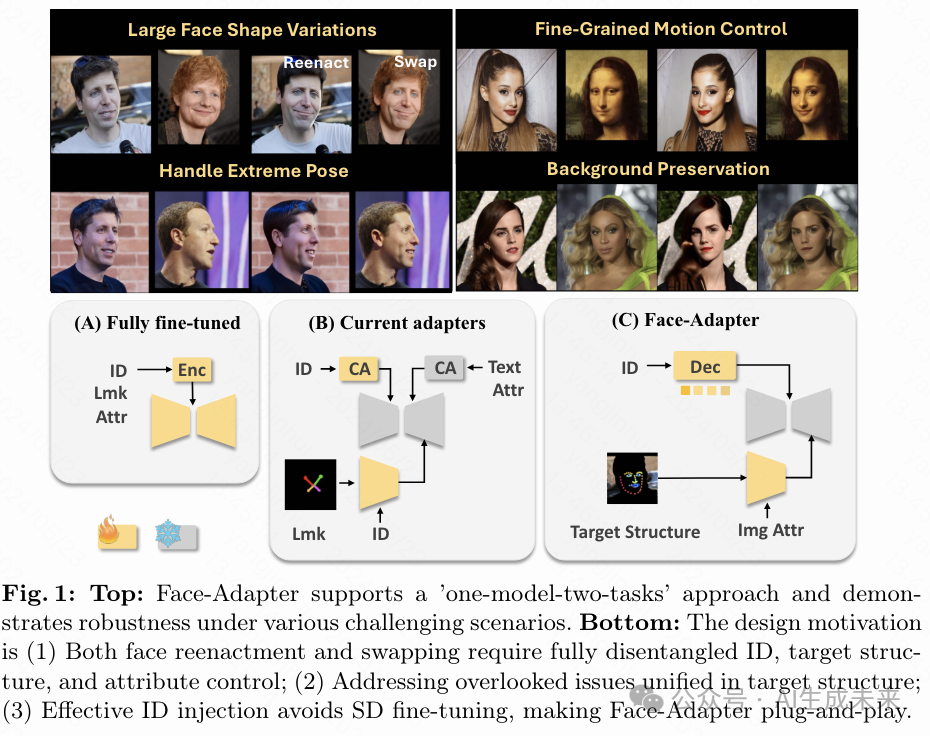 Large Face Shape Variations
Fine-Grained Motion Control
Reenact
Swap
Handle Extreme Pose
Background Preservation
(A) Fully fine-tuned
ID
Lmk
Attr
Enc
(B) Current adapters
ID
CA
CA
Text
Attr
Lmk
ID
(C) Face-Adapter
ID
Dec
Target Structure
Img Attr
Fig. 1: Top: Face-Adapter supports a 'one-model-two-tasks' approach and demon-
strates robustness under various challenging scenarios. Bottom: The design motivation
is (1) Both face reenactment and swapping require fully disentangled ID, target struc-
ture, and attribute control; (2) Addressing overlooked issues unified in target structure;
(3) Effective ID injection avoids SD fine-tuning, making Face-Adapter plug-and-play.
公众号 · AI生成未来